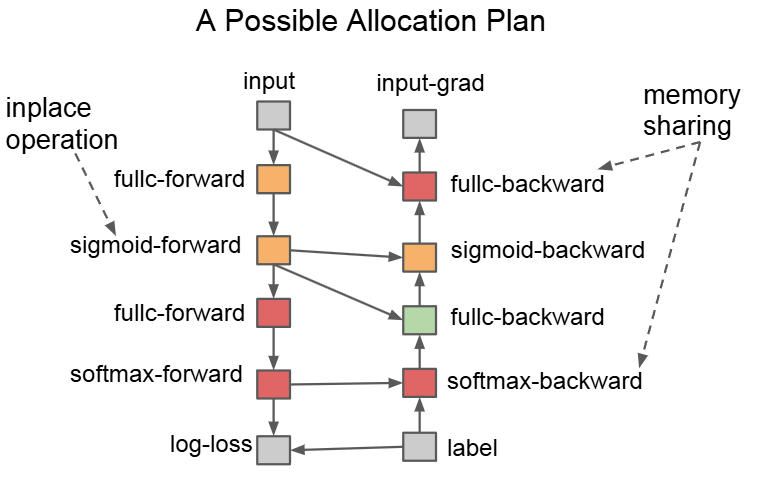 A Possible Allocation Plan
input
input-grad
inplace
operation
memory
sharing
fullc-forward
fullc-backward
sigmoid-forward
sigmoid-backward
fullc-forward
fullc-backward
softmax-forward
softmax-backward
log-loss
label